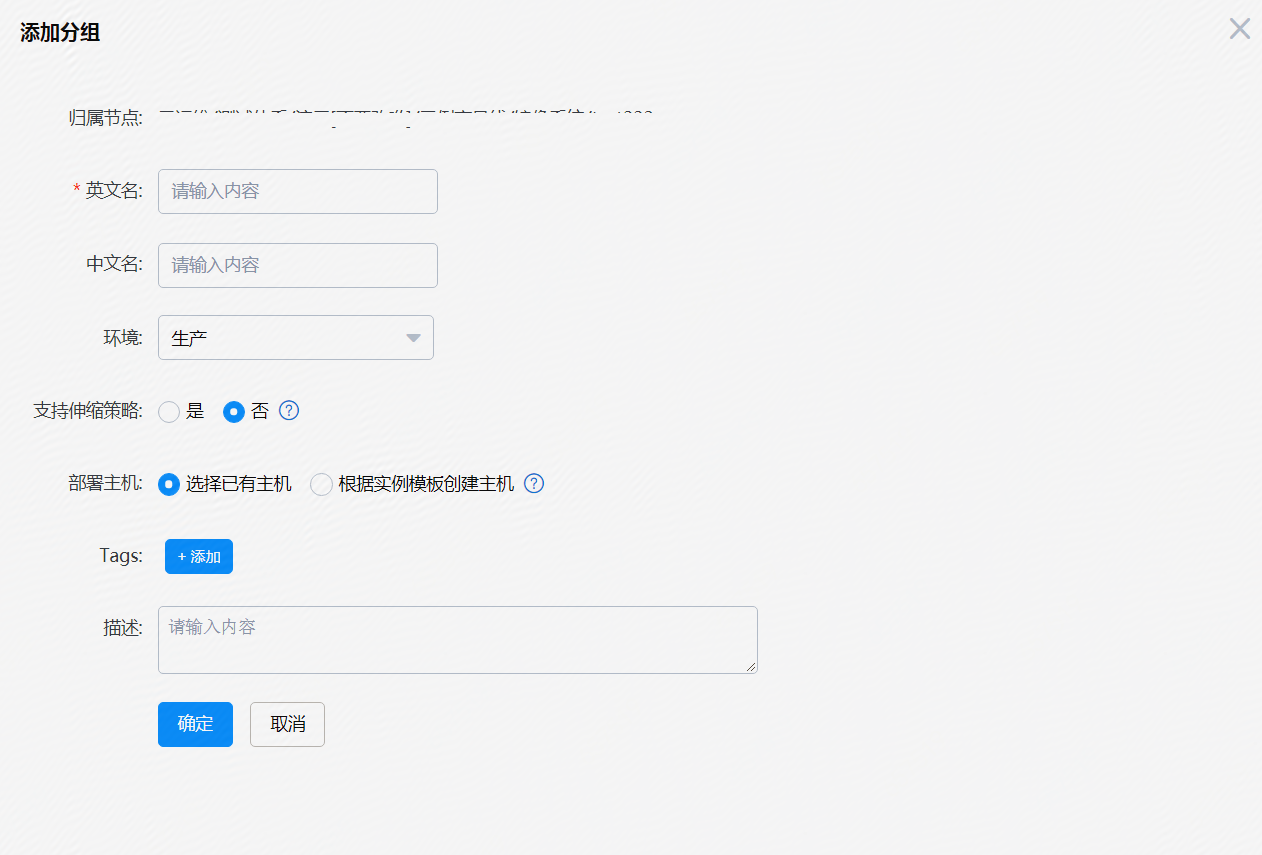 添加分组
归属节点:
* 英文名: 请输入内容
中文名: 请输入内容
环境: 生产
支持伸缩策略: 是 否 ?
部署主机: 选择已有主机 根据实例模板创建主机 ?
Tags: + 添加
描述: 请输入内容
确定 取消